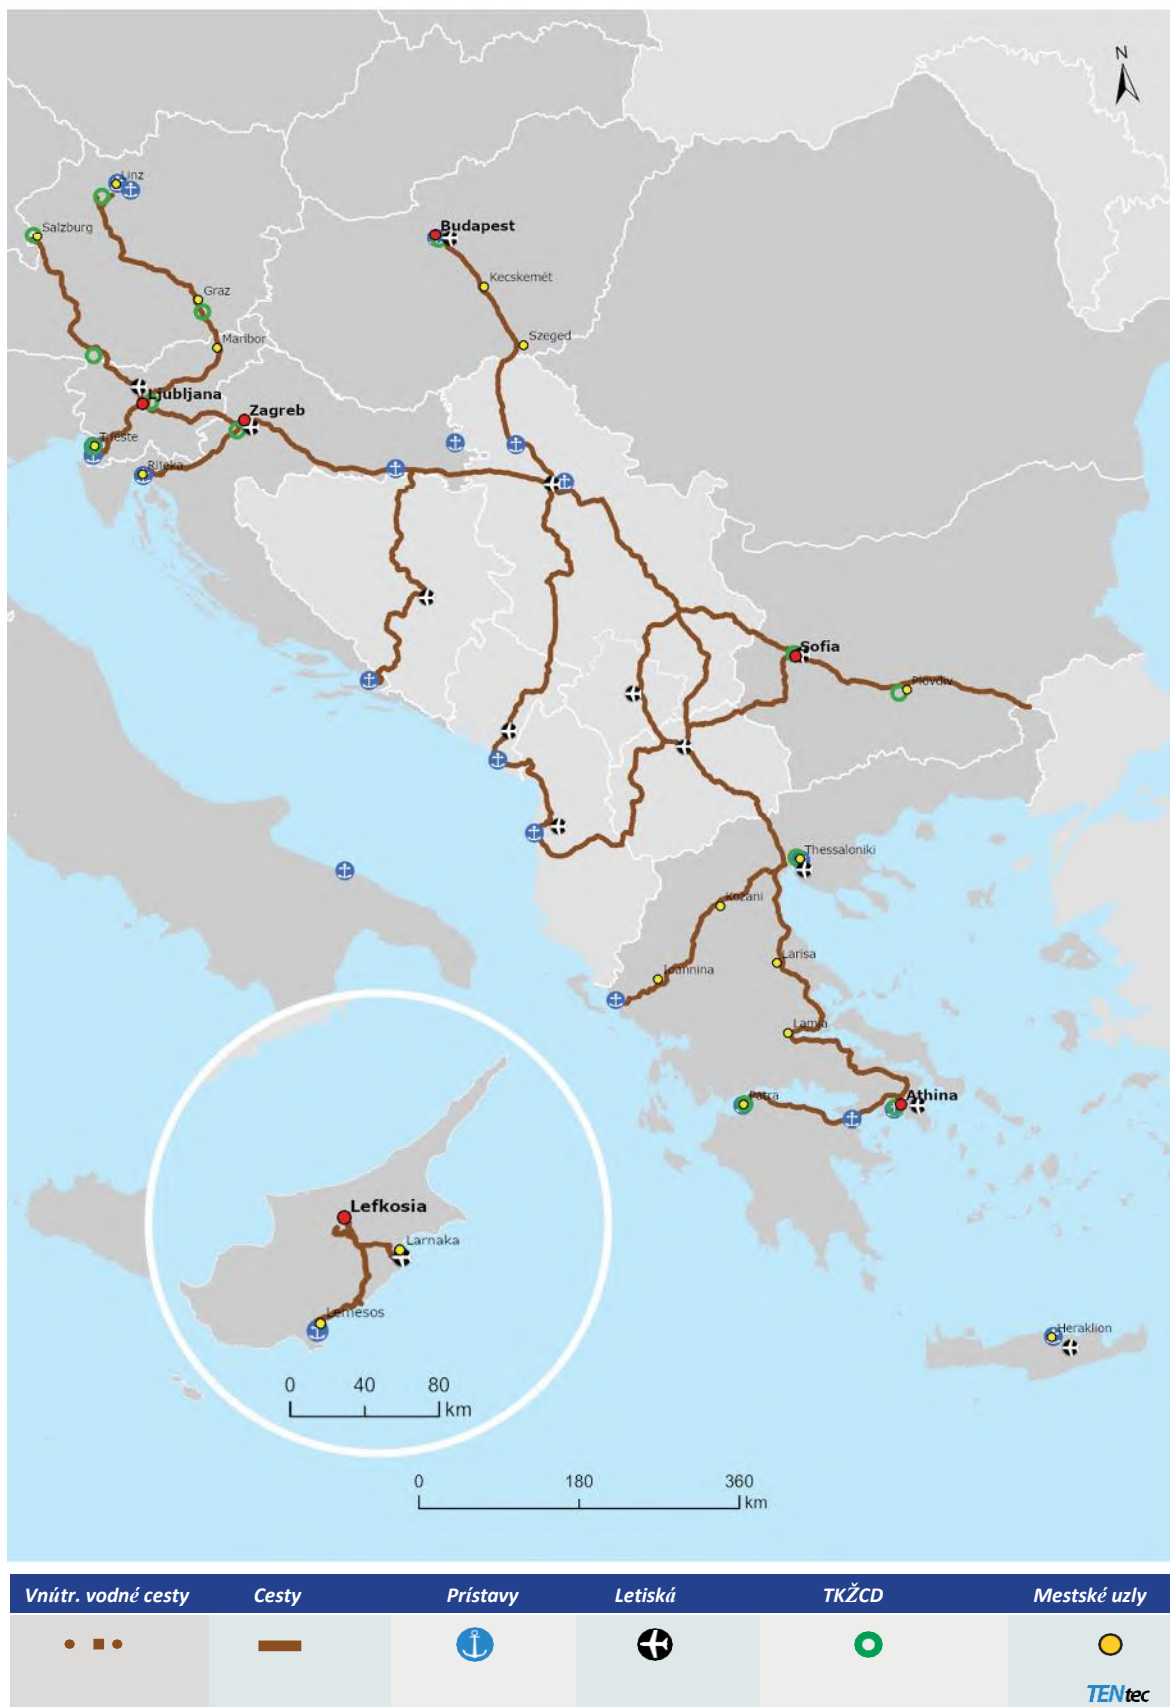 N
Linz
Salzburg
Budapest
Kecskemét
Graz
Szeged
Maribor
Ljubljana
Zagreb
Trieste
Rijeka
Sofia
Plovdiv
Thessaloniki
Kozani
Larisa
Ioannina
Lamia
Patra
Athina
Lefkosia
Larnaka
Lemesos
Heraklion
0 40 80
km
0 180 360
km
Vnútr. vodné cesty Cesty Prístavy Letiská TKŽCD Mestské uzly
TENtec